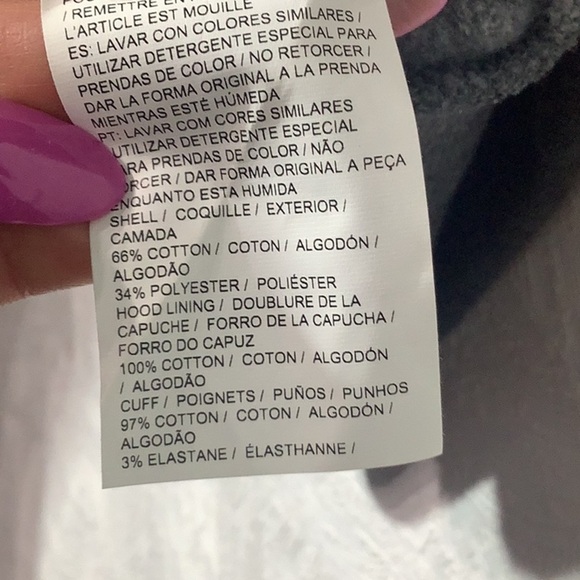 / REMETTRE EN
L'ARTICLE EST MOUILLE
ES: LAVAR CON COLORES SIMILARES /
UTILIZAR DETERGENTE ESPECIAL PARA
PRENDAS DE COLOR / NO RETORCER /
DAR LA FORMA ORIGINAL A LA PRENDA
MIENTRAS ESTÉ HÚMEDA
PT: LAVAR COM CORES SIMILARES
UTILIZAR DETERGENTE ESPECIAL
PRENDAS DE COLOR / NÃO
/ DAR FORMA ORIGINAL A PEÇA
ENQUANTO ESTA HUMIDA
SHELL / COQUILLE / EXTERIOR /
CAMADA
66% COTTON / COTON / ALGODÓN /
ALGODÃO
34% POLYESTER / POLIÉSTER
HOOD LINING / DOUBLURE DE LA
CAPUCHE / FORRO DE LA CAPUCHA /
FORRO DO CAPUZ
100% COTTON / COTON / ALGODÓN
/ ALGODÃO
CUFF / POIGNETS / PUÑOS / PUNHOS
97% COTTON / COTON / ALGODÓN /
ALGODÃO
3% ELASTANE / ÉLASTHANNE /